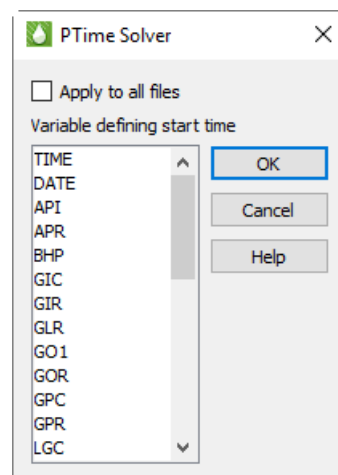 PTime Solver
Apply to all files
Variable defining start time
TIME
DATE
API
APR
BHP
GIC
GIR
GLR
GO1
GOR
GPC
GPR
LGC
OK
Cancel
Help